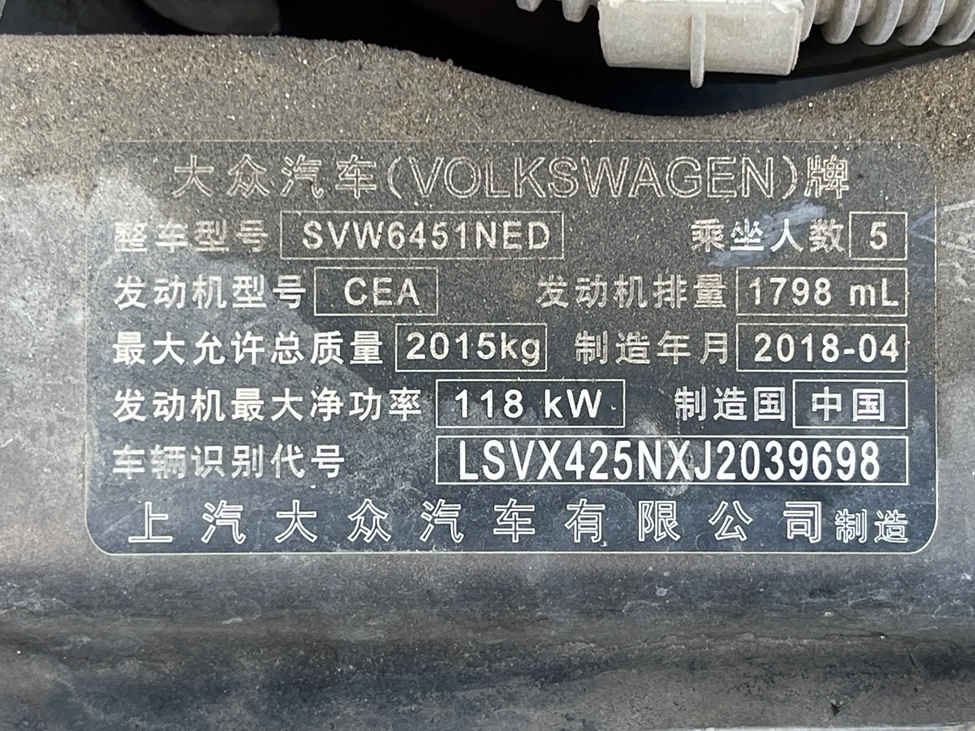 大众汽车(VOLKSWAGEN)牌
整车型号 SVW6451NED 乘坐人数 5
发动机型号 CEA 发动机排量 1798 mL
最大允许总质量 2015kg 制造年月 2018-04
发动机最大净功率 118 kW 制造国 中国
车辆识别代号 LSVX425NXJ2039698
上汽大众汽车有限公司制造